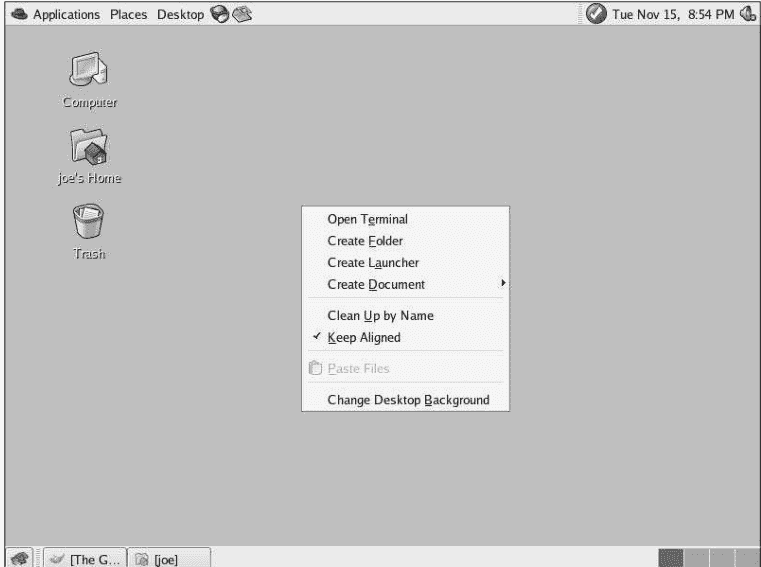 Applications Places Desktop
Tue Nov 15, 8:54 PM
Computer
joe's Home
Trash
Open Terminal
Create Folder
Create Launcher
Create Document
Clean Up by Name
Keep Aligned
Paste Files
Change Desktop Background
[The G...
[joe]